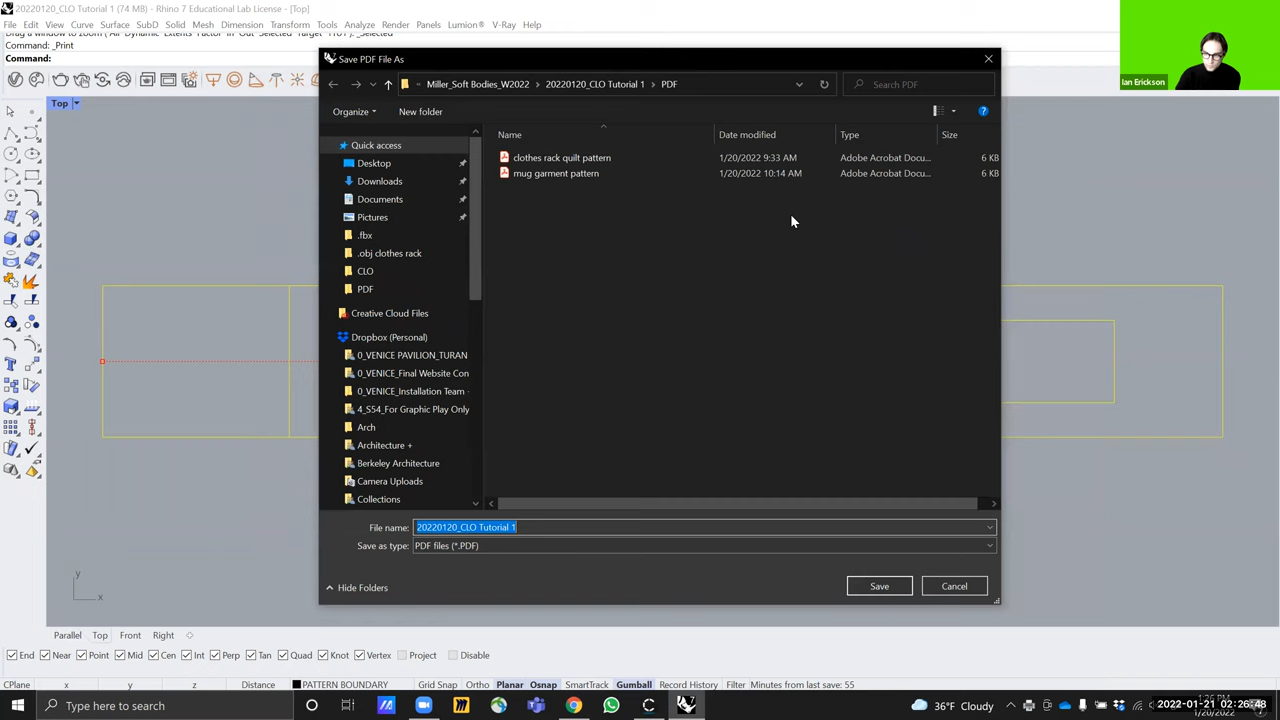 20220120_CLO Tutorial 1 (74 MB) - Rhino 7 Educational Lab License - [Top]
File Edit View Curve Surface SubD Solid Mesh Dimension Transform Tools Analyze Render Panels Lumion® V-Ray Help
Command: _Print
Command:
Save PDF File As
« Miller_Soft Bodies_W2022 > 20220120_CLO Tutorial 1 > PDF
Search PDF
Organize
New folder
Name Date modified Type Size
clothes rack quilt pattern 1/20/2022 9:33 AM Adobe Acrobat Docu... 6 KB
mug garment pattern 1/20/2022 10:14 AM Adobe Acrobat Docu... 6 KB
Quick access
Desktop
Downloads
Documents
Pictures
.fbx
.obj clothes rack
CLO
PDF
Creative Cloud Files
Dropbox (Personal)
0_VENICE PAVILION_TURAN
0_VENICE_Final Website Con
0_VENICE_Installation Team -
4_S54_For Graphic Play Only
Arch
Architecture +
Berkeley Architecture
Camera Uploads
Collections
File name: 20220120_CLO Tutorial 1
Save as type: PDF files (*.PDF)
Hide Folders
Save
Cancel
Ian Erickson
Top
y
x
Parallel Top Front Right
End Near Point Mid Cen Int Perp Tan Quad Knot Vertex Project Disable
CPlane x y z Distance PATTERN BOUNDARY Grid Snap Ortho Planar Osnap SmartTrack Gumball Record History Filter Minutes from last save: 55
Type here to search
36°F Cloudy
2022-01-21 02:26:48